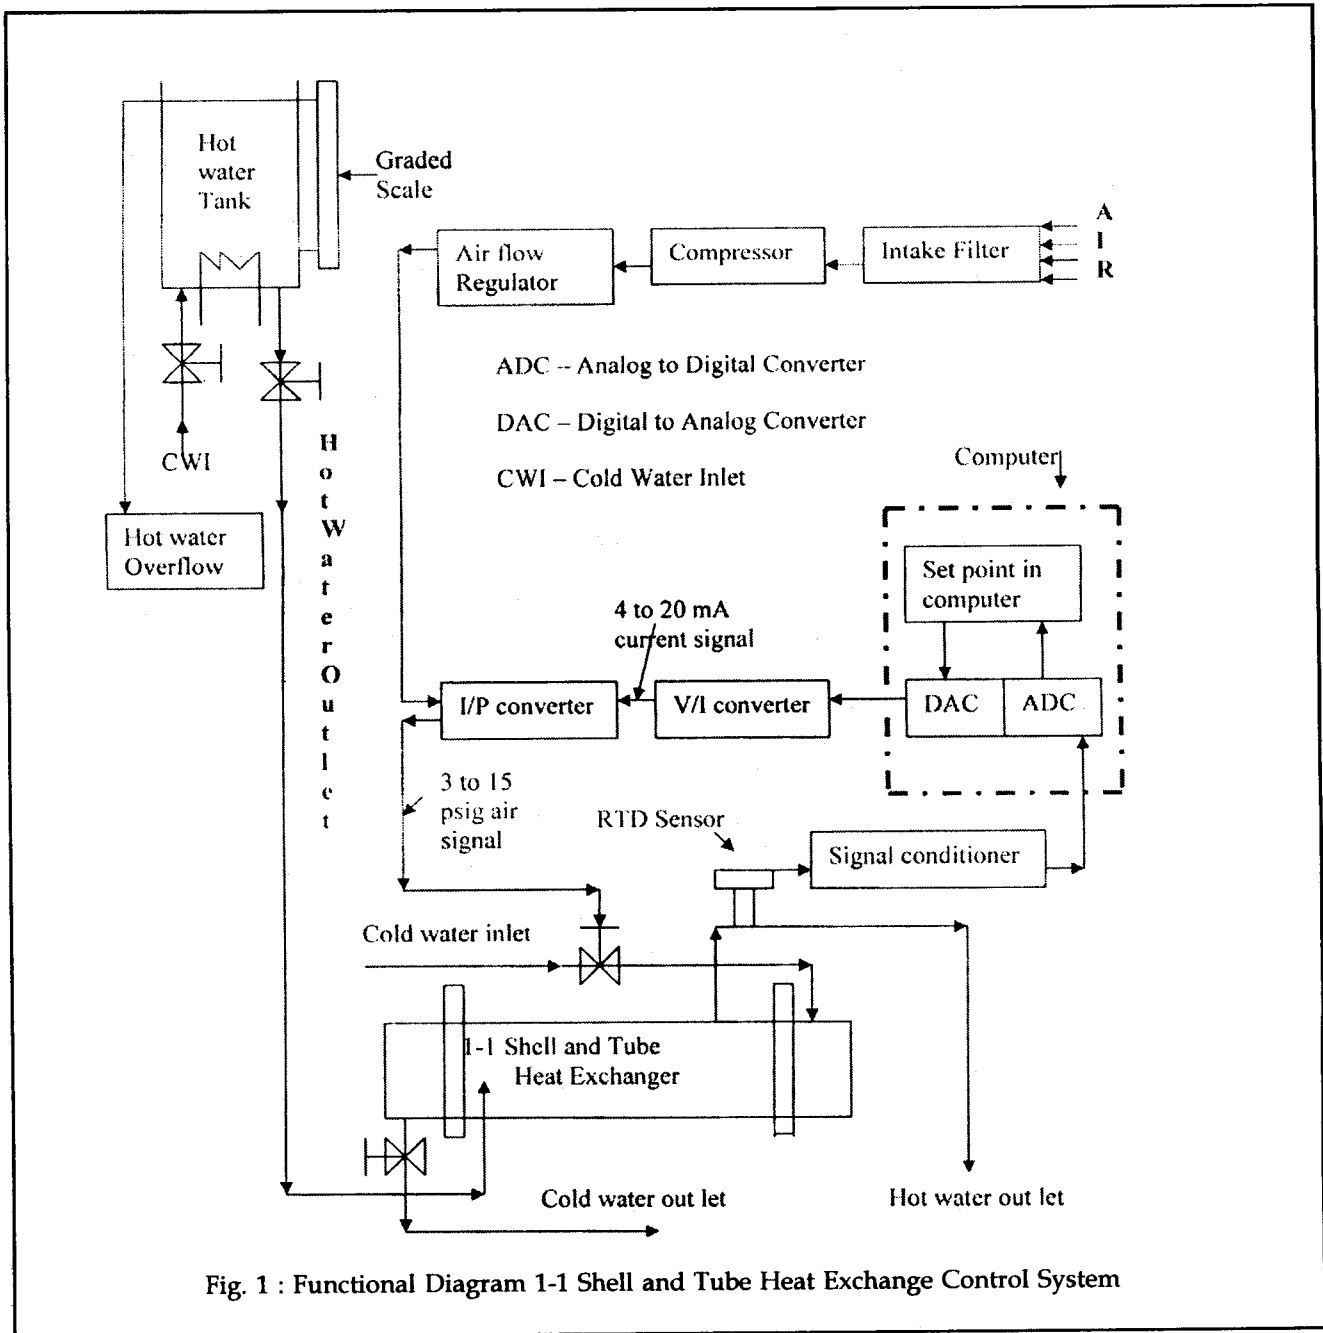 Hot
water
Tank
Graded
Scale
Air flow
Regulator
Compressor
Intake Filter
A
I
R
ADC – Analog to Digital Converter
DAC – Digital to Analog Converter
CWI – Cold Water Inlet
CWI
Hot water
Overflow
H
o
t
W
a
t
e
r
O
u
t
l
e
t
Computer
Set point in
computer
DAC
ADC
4 to 20 mA
current signal
I/P converter
V/I converter
3 to 15
psig air
signal
RTD Sensor
Signal conditioner
Cold water inlet
1-1 Shell and Tube
Heat Exchanger
Cold water out let
Hot water out let
Fig. 1 : Functional Diagram 1-1 Shell and Tube Heat Exchange Control System